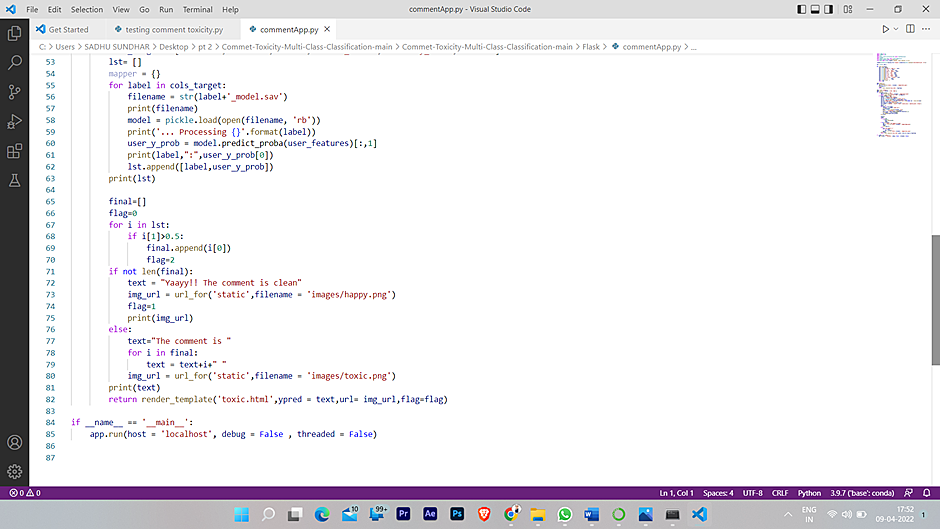 File Edit Selection View Go Run Terminal Help
commentApp.py - Visual Studio Code
Get Started
testing comment toxicity.py
commentApp.py
C: > Users > SADHU SUNDHAR > Desktop > pt 2 > Commet-Toxicity-Multi-Class-Classification-main > Commet-Toxicity-Multi-Class-Classification-main > Flask > commentApp.py > ...
53 lst= []
54 mapper = {}
55 for label in cols_target:
56 filename = str(label+'_model.sav')
57 print(filename)
58 model = pickle.load(open(filename, 'rb'))
59 print('... Processing {}'.format(label))
60 user_y_prob = model.predict_proba(user_features)[:,1]
61 print(label,":",user_y_prob[0])
62 lst.append([label,user_y_prob])
63 print(lst)
64
65 final=[]
66 flag=0
67 for i in lst:
68 if i[1]>0.5:
69 final.append(i[0])
70 flag=2
71 if not len(final):
72 text = "Yaayy!! The comment is clean"
73 img_url = url_for('static',filename = 'images/happy.png')
74 flag=1
75 print(img_url)
76 else:
77 text="The comment is "
78 for i in final:
79 text = text+i+" "
80 img_url = url_for('static',filename = 'images/toxic.png')
81 print(text)
82 return render_template('toxic.html',ypred = text,url= img_url,flag=flag)
83
84 if __name__ == '__main__':
85 app.run(host = 'localhost', debug = False , threaded = False)
86
87
0 0 Ln 1, Col 1 Spaces: 4 UTF-8 CRLF Python 3.9.7 ('base': conda)
10 99+ Pr Ae Ps
ENG
IN
17:52
09-04-2022
1